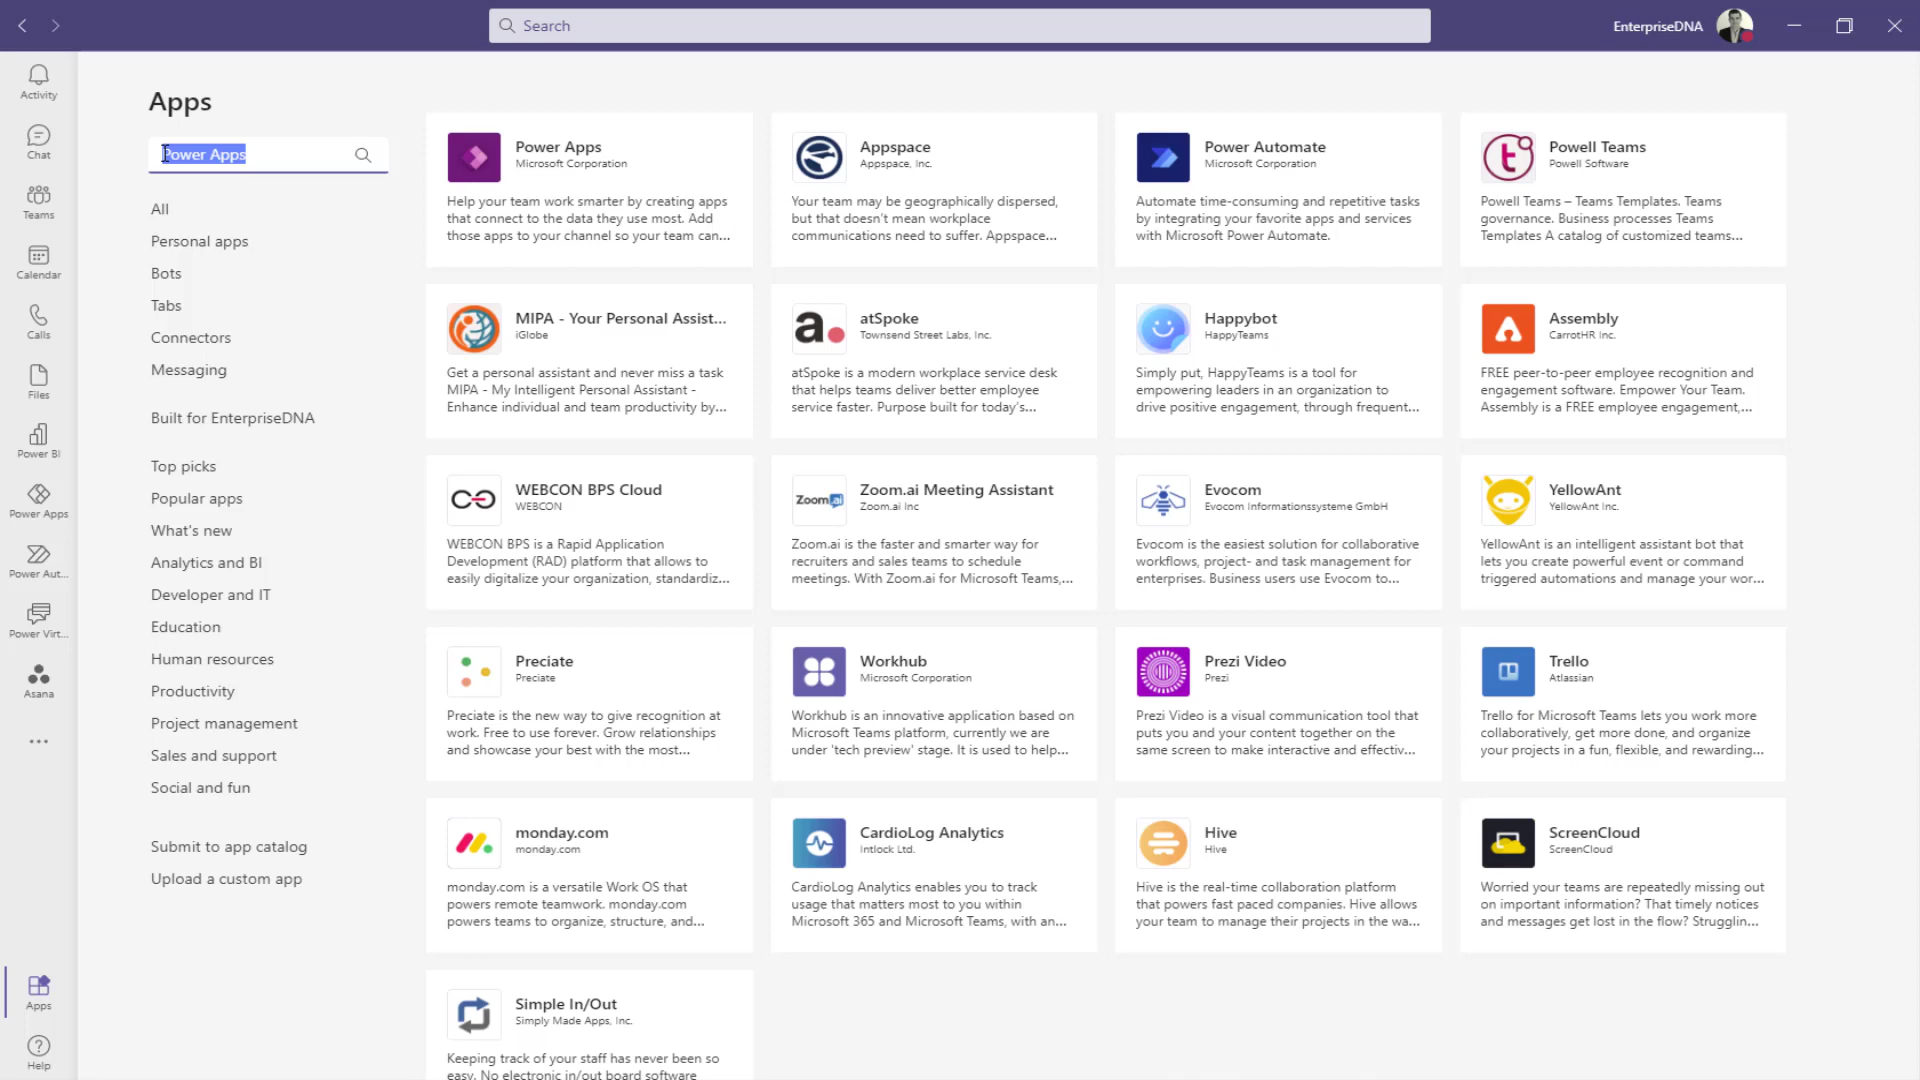 Search
EnterpriseDNA
Activity
Chat
Teams
Calendar
Calls
Files
Power BI
Power Apps
Power Aut...
Power Virt...
Asana
Apps
Help
Apps
Power Apps
All
Personal apps
Bots
Tabs
Connectors
Messaging
Built for EnterpriseDNA
Top picks
Popular apps
What's new
Analytics and BI
Developer and IT
Education
Human resources
Productivity
Project management
Sales and support
Social and fun
Submit to app catalog
Upload a custom app
Power Apps
Microsoft Corporation
Help your team work smarter by creating apps
that connect to the data they use most. Add
those apps to your channel so your team can...
Appspace
Appspace, Inc.
Your team may be geographically dispersed,
but that doesn't mean workplace
communications need to suffer. Appspace...
Power Automate
Microsoft Corporation
Automate time-consuming and repetitive tasks
by integrating your favorite apps and services
with Microsoft Power Automate.
Powell Teams
Powell Software
Powell Teams – Teams Templates. Teams
governance. Business processes Teams
Templates A catalog of customized teams...
MIPA - Your Personal Assist...
iGlobe
Get a personal assistant and never miss a task
MIPA - My Intelligent Personal Assistant -
Enhance individual and team productivity by...
a.
atSpoke
Townsend Street Labs, Inc.
atSpoke is a modern workplace service desk
that helps teams deliver better employee
service faster. Purpose built for today's...
Happybot
HappyTeams
Simply put, HappyTeams is a tool for
empowering leaders in an organization to
drive positive engagement, through frequent...
Assembly
CarrotHR Inc.
FREE peer-to-peer employee recognition and
engagement software. Empower Your Team.
Assembly is a FREE employee engagement,...
WEBCON BPS Cloud
WEBCON
WEBCON BPS is a Rapid Application
Development (RAD) platform that allows to
easily digitalize your organization, standardiz...
Zoom.ai
Zoom.ai Meeting Assistant
Zoom.ai Inc
Zoom.ai is the faster and smarter way for
recruiters and sales teams to schedule
meetings. With Zoom.ai for Microsoft Teams,...
Evocom
Evocom Informationssysteme GmbH
Evocom is the easiest solution for collaborative
workflows, project- and task management for
enterprises. Business users use Evocom to...
YellowAnt
YellowAnt Inc.
YellowAnt is an intelligent assistant bot that
lets you create powerful event or command
triggered automations and manage your wor...
Preciate
Preciate
Preciate is the new way to give recognition at
work. Free to use forever. Grow relationships
and showcase your best with the most...
Workhub
Microsoft Corporation
Workhub is an innovative application based on
Microsoft Teams platform, currently we are
under 'tech preview' stage. It is used to help...
Prezi Video
Prezi
Prezi Video is a visual communication tool that
puts you and your content together on the
same screen to make interactive and effectiv...
Trello
Atlassian
Trello for Microsoft Teams lets you work more
collaboratively, get more done, and organize
your projects in a fun, flexible, and rewarding...
monday.com
monday.com
monday.com is a versatile Work OS that
powers remote teamwork. monday.com
powers teams to organize, structure, and...
CardioLog Analytics
Intlock Ltd.
CardioLog Analytics enables you to track
usage that matters most to you within
Microsoft 365 and Microsoft Teams, with an...
Hive
Hive
Hive is the real-time collaboration platform
that powers fast paced companies. Hive allows
your team to manage their projects in the wa...
ScreenCloud
ScreenCloud
Worried your teams are repeatedly missing out
on important information? That timely notices
and messages get lost in the flow? Strugglin...
Simple In/Out
Simply Made Apps, Inc.
Keeping track of your staff has never been so
easy. No electronic in/out board software